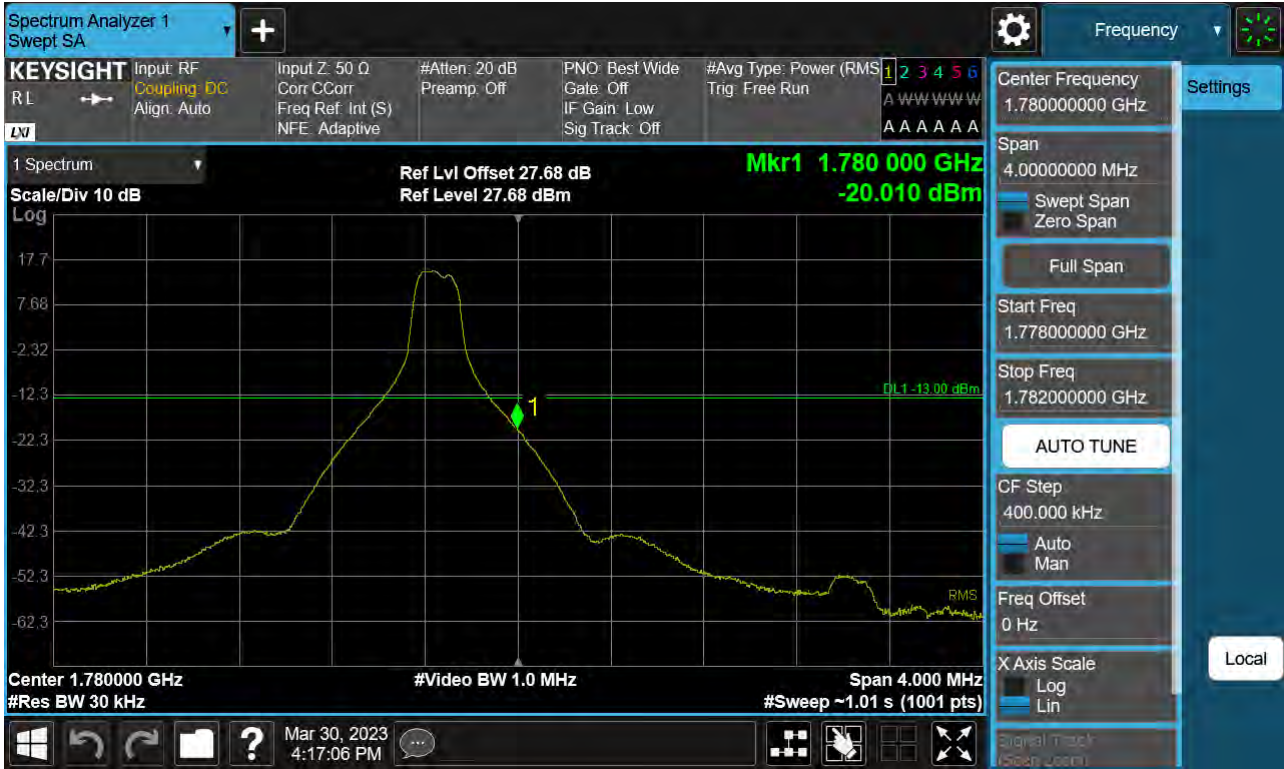 Spectrum Analyzer 1
Swept SA
+
Frequency
KEYSIGHT
R L
LXI
Input: RF
Coupling: DC
Align: Auto
Input Z: 50 Ω
Corr CCorr
Freq Ref: Int (S)
NFE: Adaptive
#Atten: 20 dB
Preamp: Off
PNO: Best Wide
Gate: Off
IF Gain: Low
Sig Track: Off
#Avg Type: Power (RMS
Trig: Free Run
1 2 3 4 5 6
A W W W W W
A A A A A A
1 Spectrum
Scale/Div 10 dB
Log
Ref Lvl Offset 27.68 dB
Ref Level 27.68 dBm
Mkr1 1.780 000 GHz
-20.010 dBm
17.7
7.68
-2.32
-12.3
-22.3
-32.3
-42.3
-52.3
-62.3
DL1 -13.00 dBm
1
RMS
Center 1.780000 GHz
#Res BW 30 kHz
#Video BW 1.0 MHz
Span 4.000 MHz
#Sweep ~1.01 s (1001 pts)
Center Frequency
1.780000000 GHz
Settings
Span
4.00000000 MHz
Swept Span
Zero Span
Full Span
Start Freq
1.778000000 GHz
Stop Freq
1.782000000 GHz
AUTO TUNE
CF Step
400.000 kHz
Auto
Man
Freq Offset
0 Hz
X Axis Scale
Log
Lin
Local
Signal Track
(Span Zoom)
?
Mar 30, 2023
4:17:06 PM